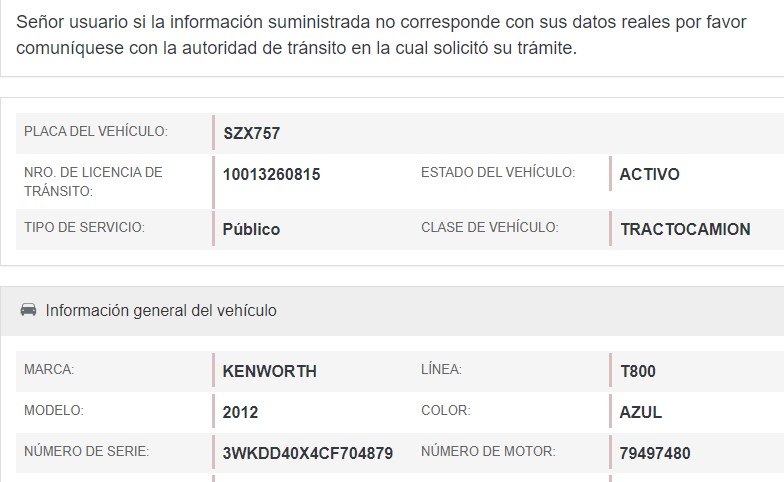 Señor usuario si la información suministrada no corresponde con sus datos reales por favor
comuníquese con la autoridad de tránsito en la cual solicitó su trámite.
PLACA DEL VEHÍCULO: SZX757
NRO. DE LICENCIA DE TRÁNSITO: 10013260815 ESTADO DEL VEHÍCULO: ACTIVO
TIPO DE SERVICIO: Público CLASE DE VEHÍCULO: TRACTOCAMION
Información general del vehículo
MARCA: KENWORTH LÍNEA: T800
MODELO: 2012 COLOR: AZUL
NÚMERO DE SERIE: 3WKDD40X4CF704879 NÚMERO DE MOTOR: 79497480